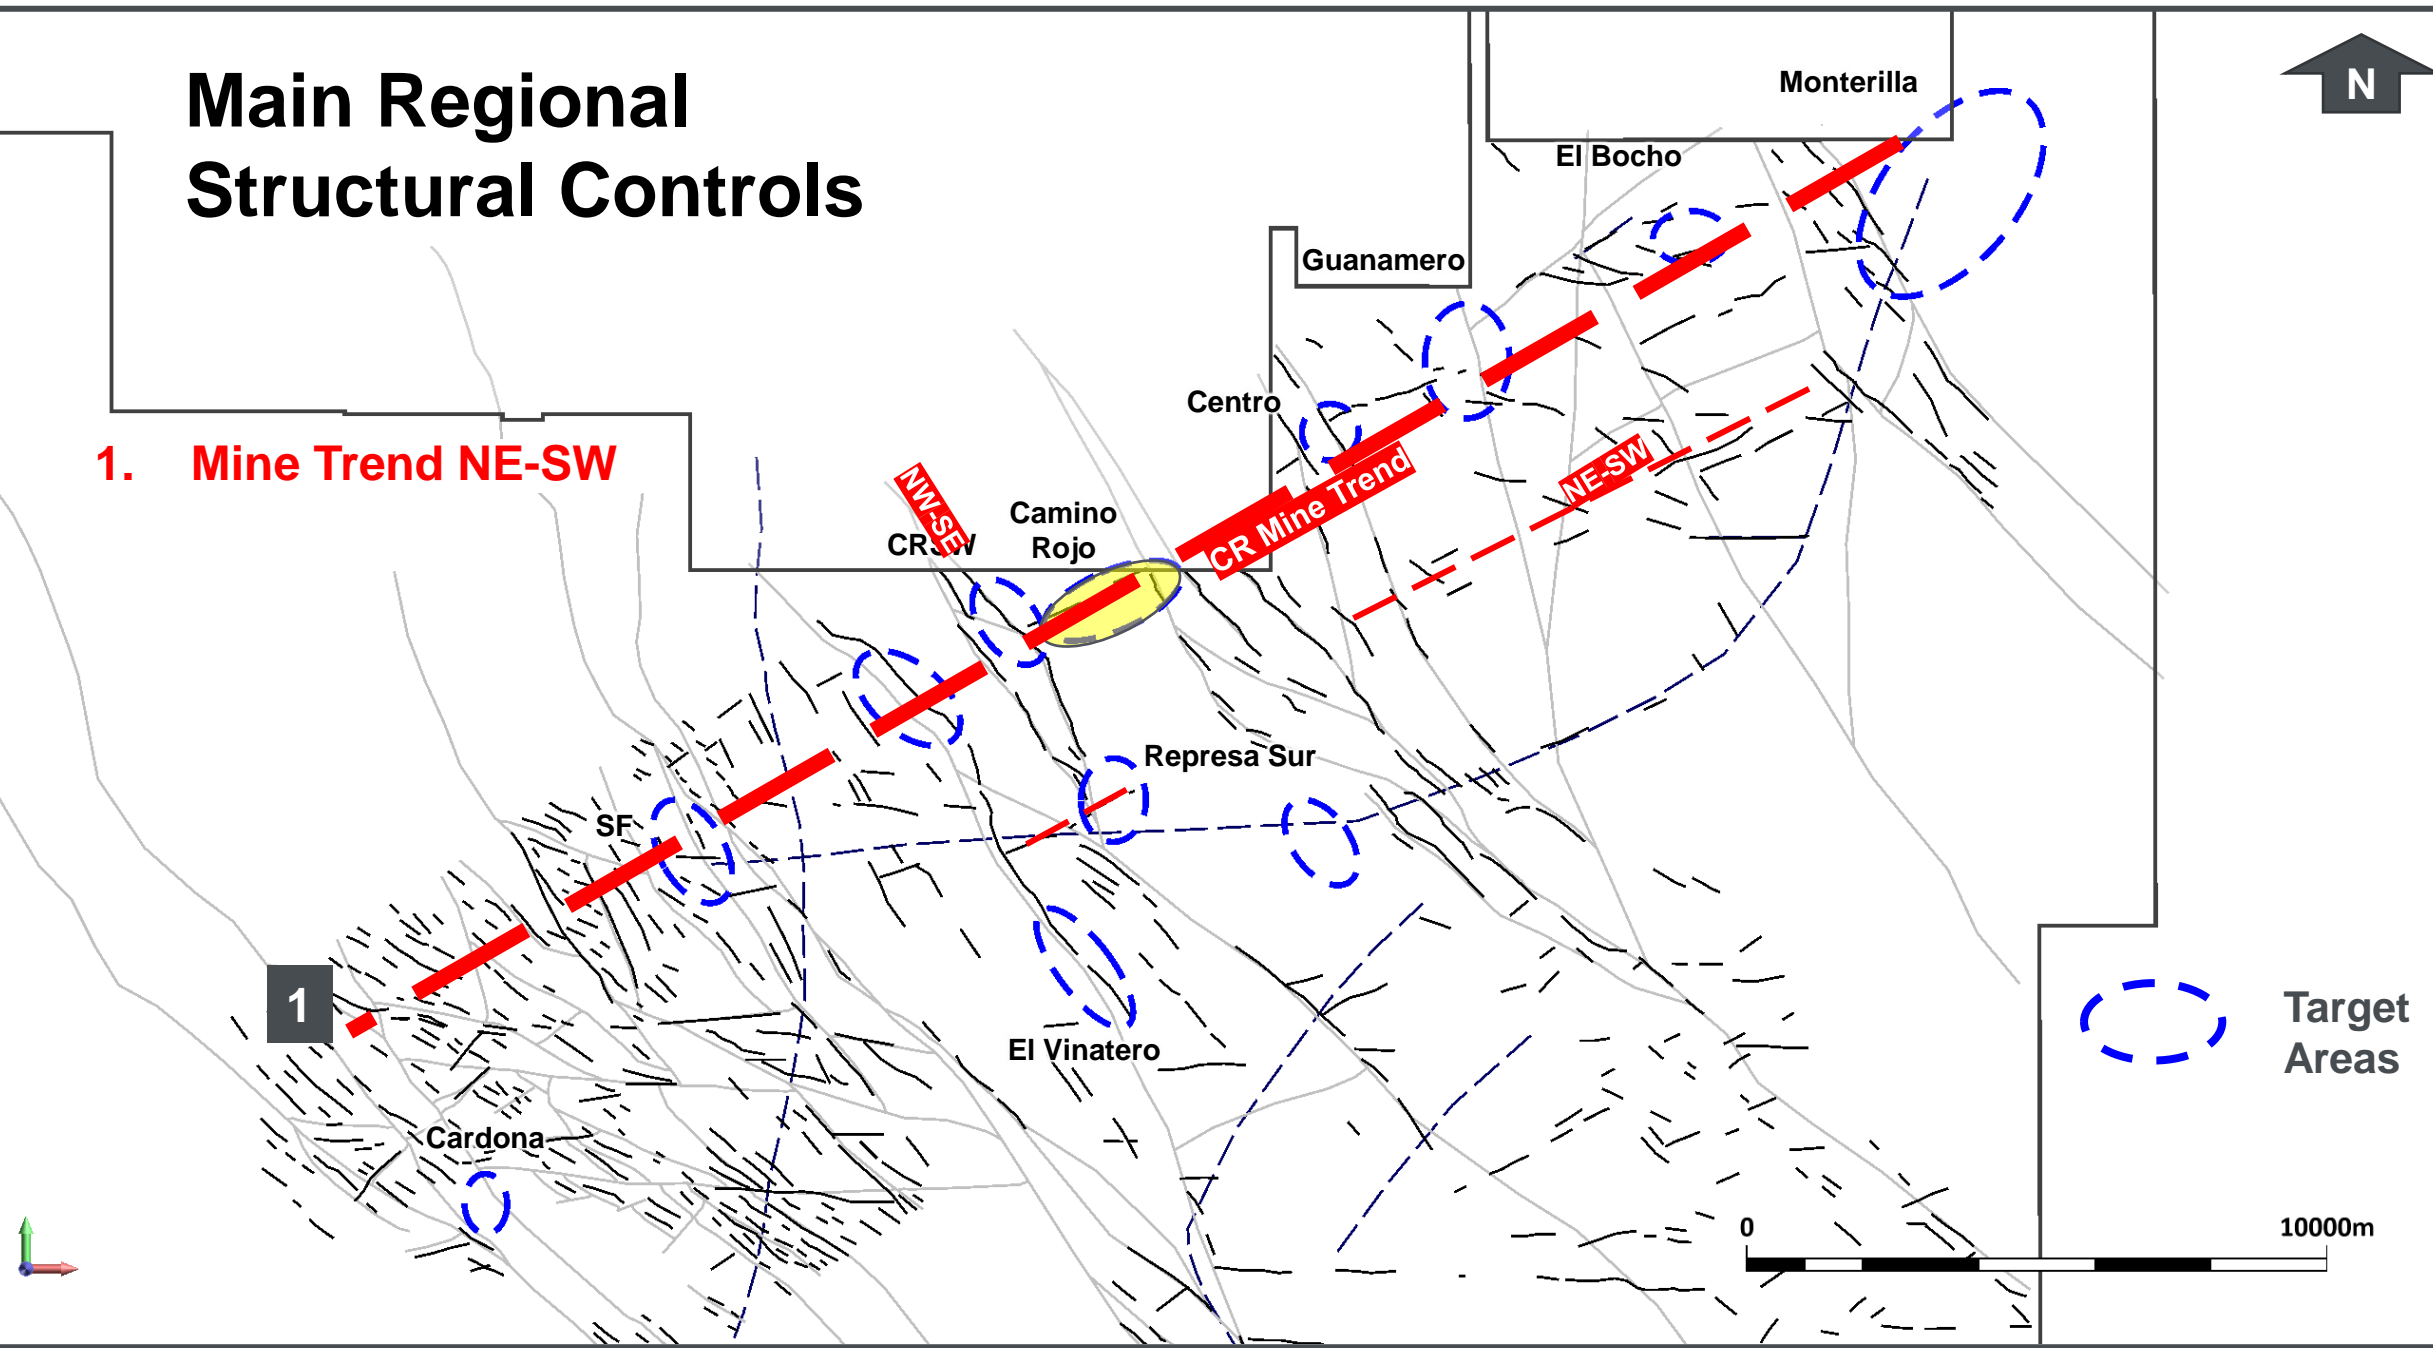 Main Regional
Structural Controls
N
Monterilla
El Bocho
Guanamero
Centro
1. Mine Trend NE-SW
NW-SE
CRSW
Camino
Rojo
CR Mine Trend
NE-SW
Represa Sur
SF
1
El Vinatero
Cardona
Target
Areas
0
10000m